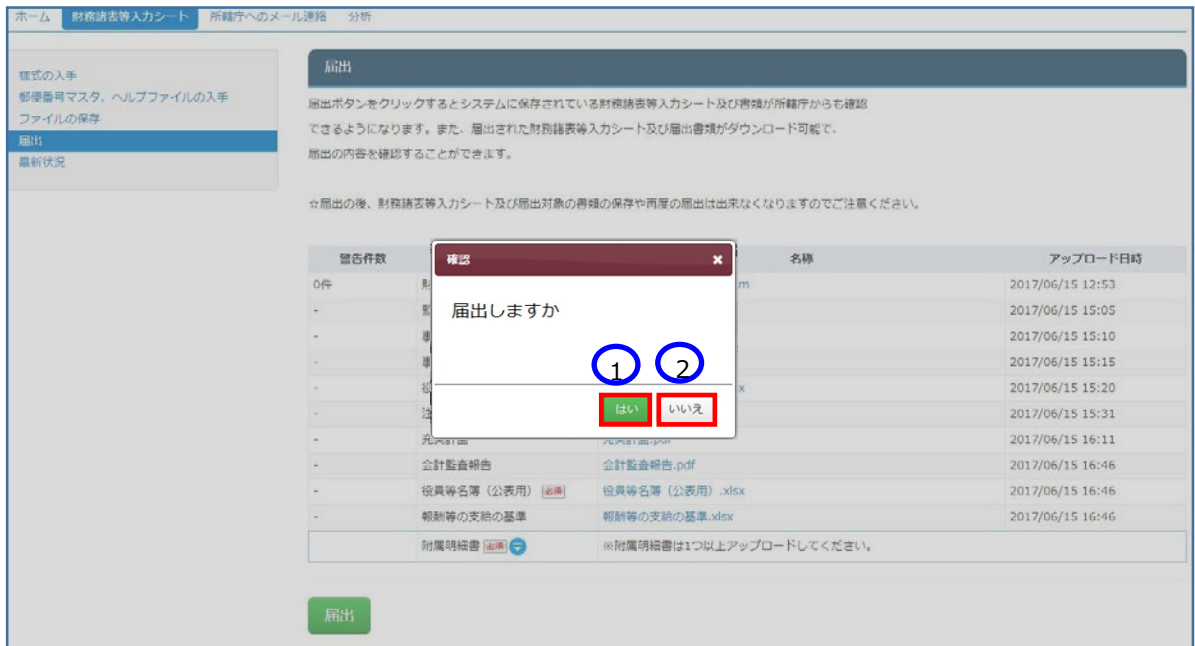 ホーム 財務諸表等入力シート 所轄庁へのメール連絡 分析
様式の入手
郵便番号マスタ、ヘルプファイルの入手
ファイルの保存
届出
最新状況
届出
届出ボタンをクリックするとシステムに保存されている財務諸表等入力シート及び書類が所轄庁からも確認
できるようになります。また、届出された財務諸表等入力シート及び届出書類がダウンロード可能で、
届出の内容を確認することができます。
☆届出の後、財務諸表等入力シート及び届出対象の書類の保存や再度の届出は出来なくなりますのでご注意ください。
警告件数 名称 アップロード日時
確認 ×
届出しますか
1 2
はい いいえ
0件 m 2017/06/15 12:53
- 2017/06/15 15:05
- 2017/06/15 15:10
- 2017/06/15 15:15
- x 2017/06/15 15:20
- 2017/06/15 15:31
- 充実計画 充実計画.pdf 2017/06/15 16:11
- 会計監査報告 会計監査報告.pdf 2017/06/15 16:46
- 役員等名簿（公表用） 必須 役員等名簿（公表用）.xlsx 2017/06/15 16:46
- 報酬等の支給の基準 報酬等の支給の基準.xlsx 2017/06/15 16:46
附属明細書 必須 ※附属明細書は1つ以上アップロードしてください。
届出